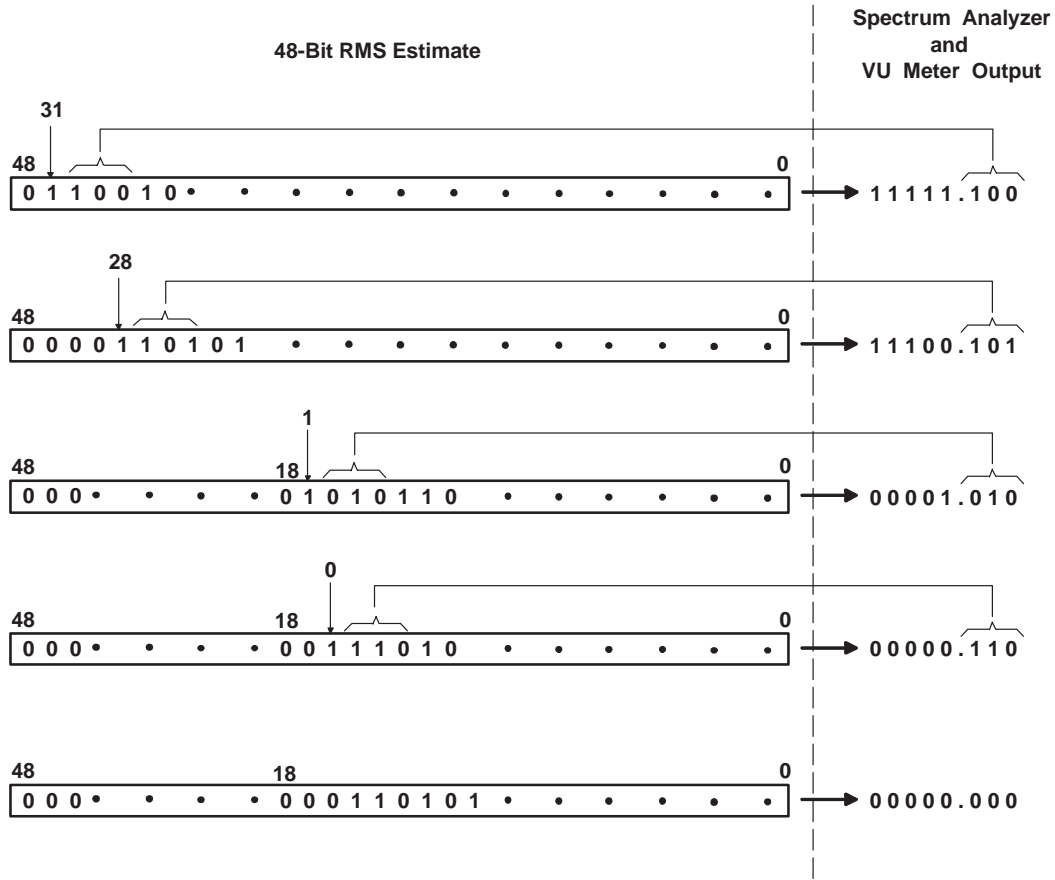 48-Bit RMS Estimate
Spectrum Analyzer
and
VU Meter Output
31
48 0
0 1 1 0 0 1 0 • • • • • • • • • • • • 11111.100
28
48 0
0 0 0 0 1 1 0 1 0 1 • • • • • • • • • • 11100.101
1
48 18 0
0 0 0 • • • • 0 1 0 1 0 1 1 0 • • • • • • 00001.010
0
48 18 0
0 0 0 • • • • 0 0 1 1 1 0 1 0 • • • • • • 00000.110
48 18 0
0 0 0 • • • • 0 0 0 1 1 0 1 0 1 • • • • • • 00000.000